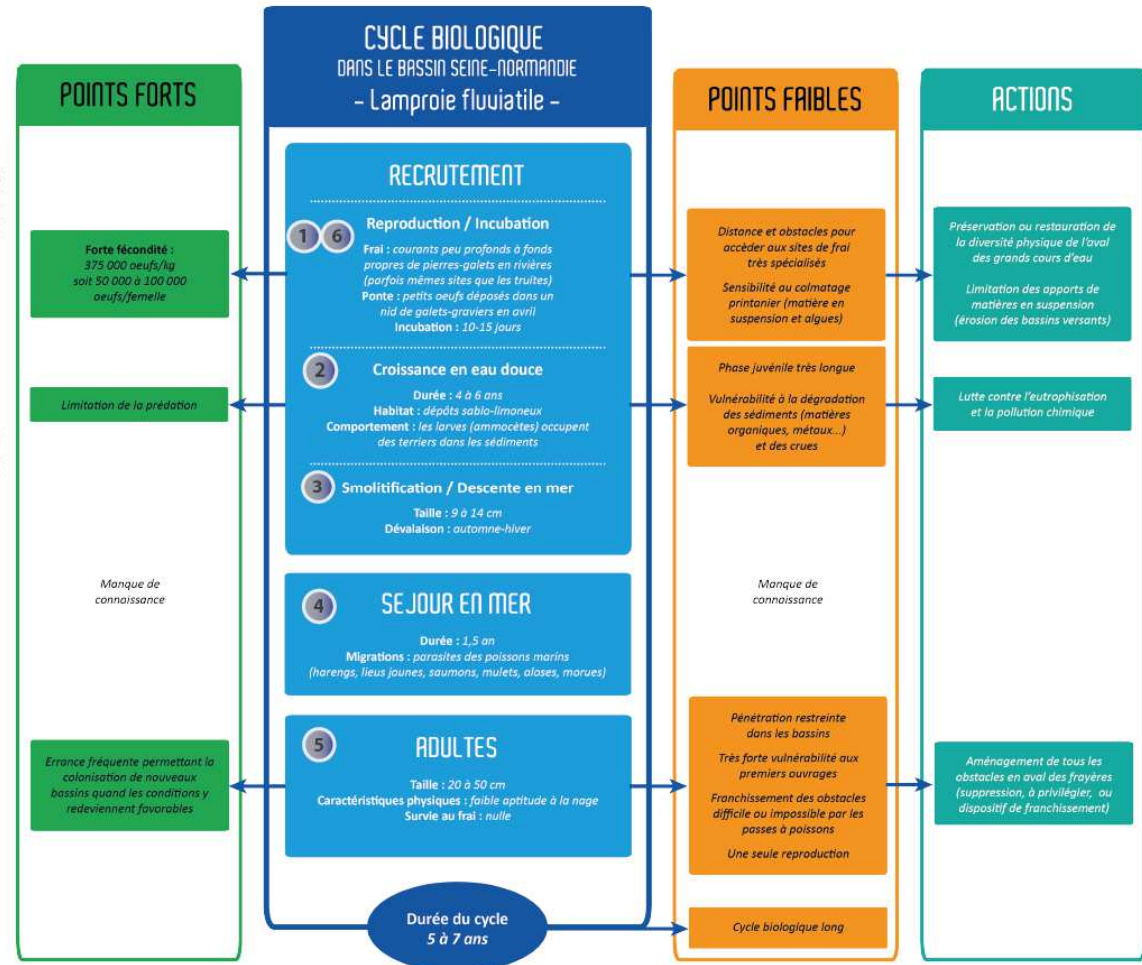 CYCLE BIOLOGIQUE
DANS LE BASSIN SEINE-NORMANDIE
- Lamproie fluviatile -
POINTS FORTS
Forte fécondité :
375 000 oeufs/kg
soit 50 000 à 100 000
oeufs/femelle
Limitation de la prédation
Manque de
connaissance
Errance fréquente permettant la
colonisation de nouveaux
bassins quand les conditions y
redeviennent favorables
RECRUTEMENT
1 6
Reproduction / Incubation
Frai : courants peu profonds à fonds
propres de pierres-galets en rivières
(parfois mêmes sites que les truites)
Ponte : petits oeufs déposés dans un
nid de galets-graviers en avril
Incubation : 10-15 jours
2
Croissance en eau douce
Durée : 4 à 6 ans
Habitat : dépôts sablo-limoneux
Comportement : les larves (ammocètes) occupent
des terriers dans les sédiments
3
Smolitification / Descente en mer
Taille : 9 à 14 cm
Dévalaison : automne-hiver
4
SEJOUR EN MER
Durée : 1,5 an
Migrations : parasites des poissons marins
(harengs, lieus jaunes, saumons, mulets, aloses, morues)
5
ADULTES
Taille : 20 à 50 cm
Caractéristiques physiques : faible aptitude à la nage
Survie au frai : nulle
Durée du cycle
5 à 7 ans
POINTS FAIBLES
Distance et obstacles pour
accèder aux sites de frai
très spécialisés
Sensibilité au colmatage
printanier (matière en
suspension et algues)
Phase juvénile très longue
Vulnérabilité à la dégradation
des sédiments (matières
organiques, métaux...)
et des crues
Manque de
connaissance
Pénétration restreinte
dans les bassins
Très forte vulnérabilité aux
premiers ouvrages
Franchissement des obstacles
difficile ou impossible par les
passes à poissons
Une seule reproduction
Cycle biologique long
ACTIONS
Préservation ou restauration de
la diversité physique de l'aval
des grands cours d'eau
Limitation des apports de
matières en suspension
(érosion des bassins versants)
Lutte contre l'eutrophisation
et la pollution chimique
Aménagement de tous les
obstacles en aval des frayères
(suppression, à privilégier, ou
dispositif de franchissement)